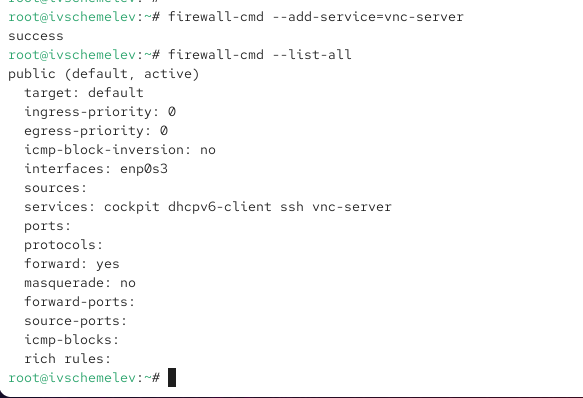 root@ivschemelev:~# firewall-cmd --add-service=vnc-server
success
root@ivschemelev:~# firewall-cmd --list-all
public (default, active)
  target: default
  ingress-priority: 0
  egress-priority: 0
  icmp-block-inversion: no
  interfaces: enp0s3
  sources:
  services: cockpit dhcpv6-client ssh vnc-server
  ports:
  protocols:
  forward: yes
  masquerade: no
  forward-ports:
  source-ports:
  icmp-blocks:
  rich rules:
root@ivschemelev:~#